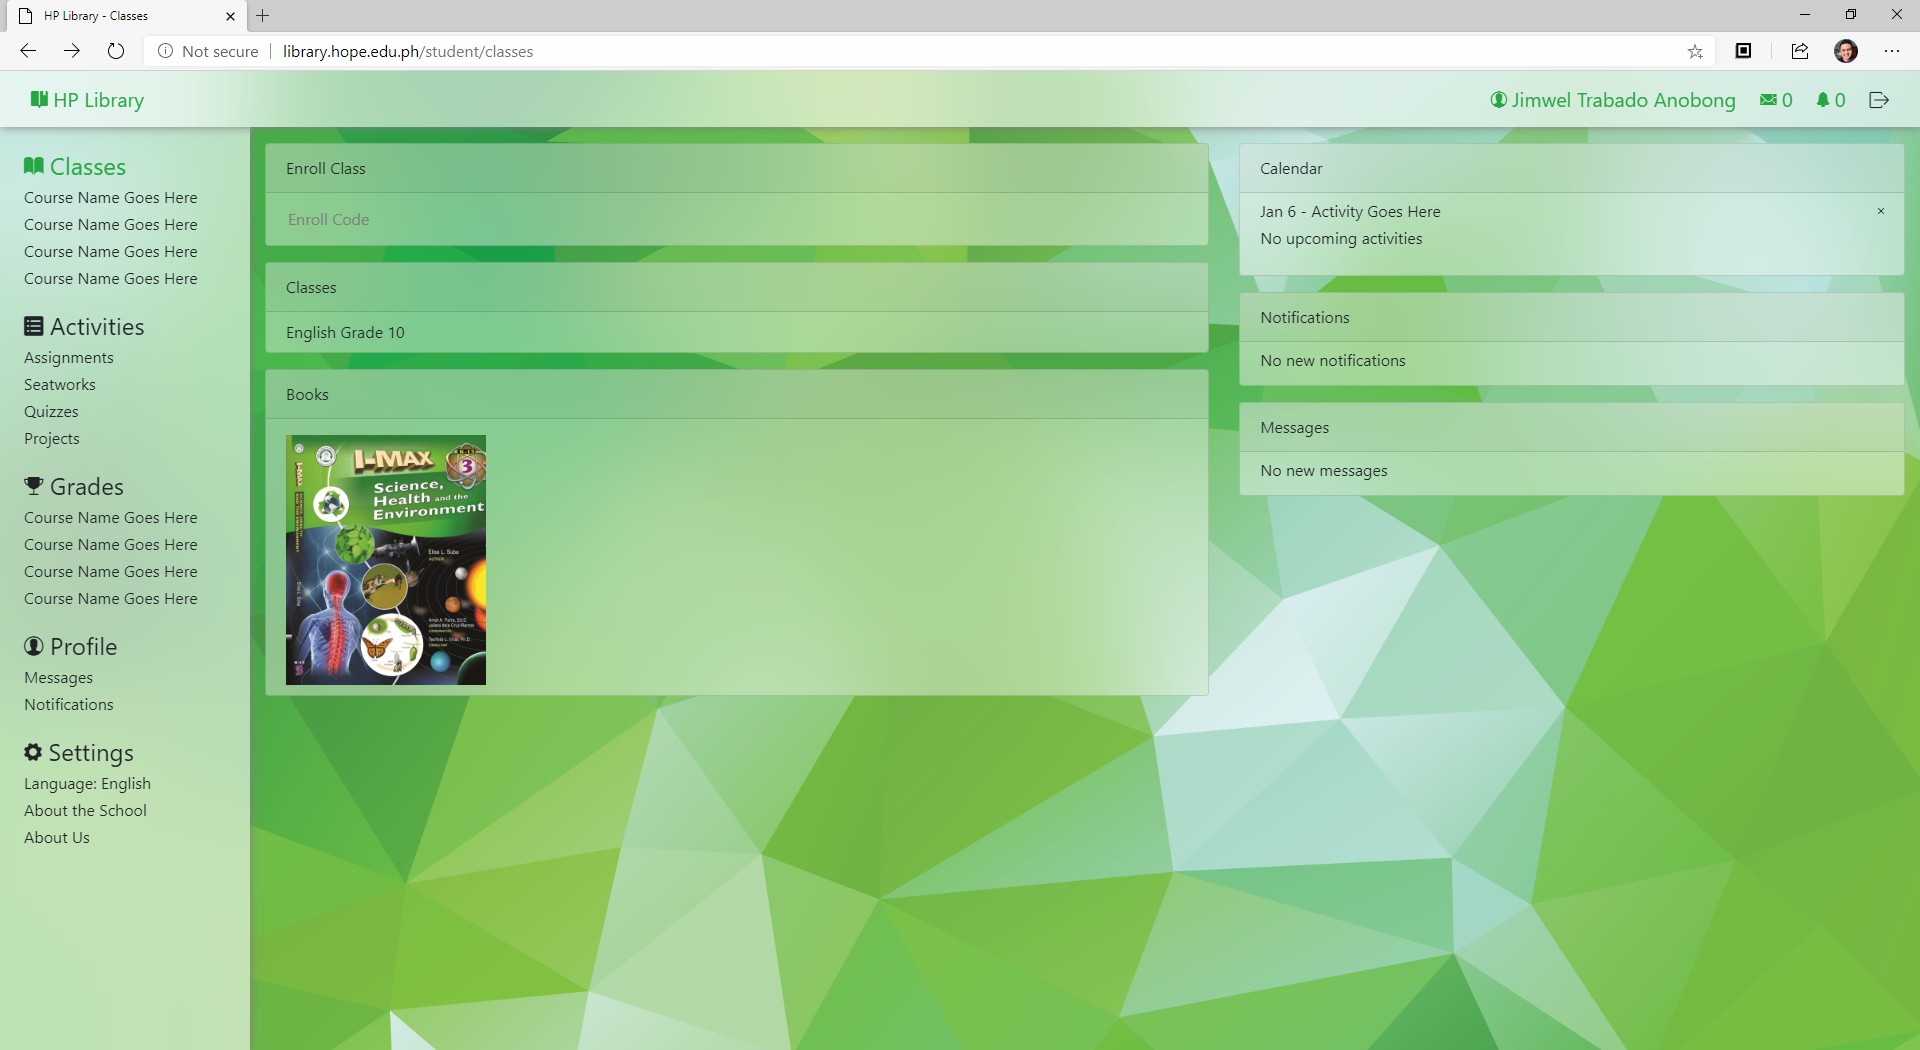 HP Library - Classes
Not secure
library.hope.edu.ph/student/classes
HP Library
Jimwel Trabado Anobong
0
0
Classes
Course Name Goes Here
Course Name Goes Here
Course Name Goes Here
Course Name Goes Here
Activities
Assignments
Seatworks
Quizzes
Projects
Grades
Course Name Goes Here
Course Name Goes Here
Course Name Goes Here
Course Name Goes Here
Profile
Messages
Notifications
Settings
Language: English
About the School
About Us
Enroll Class
Enroll Code
Classes
English Grade 10
Books
I-MAX
3
Science,
Health and the
Environment
Elisa L. Suba
Calendar
Jan 6 - Activity Goes Here
No upcoming activities
Notifications
No new notifications
Messages
No new messages